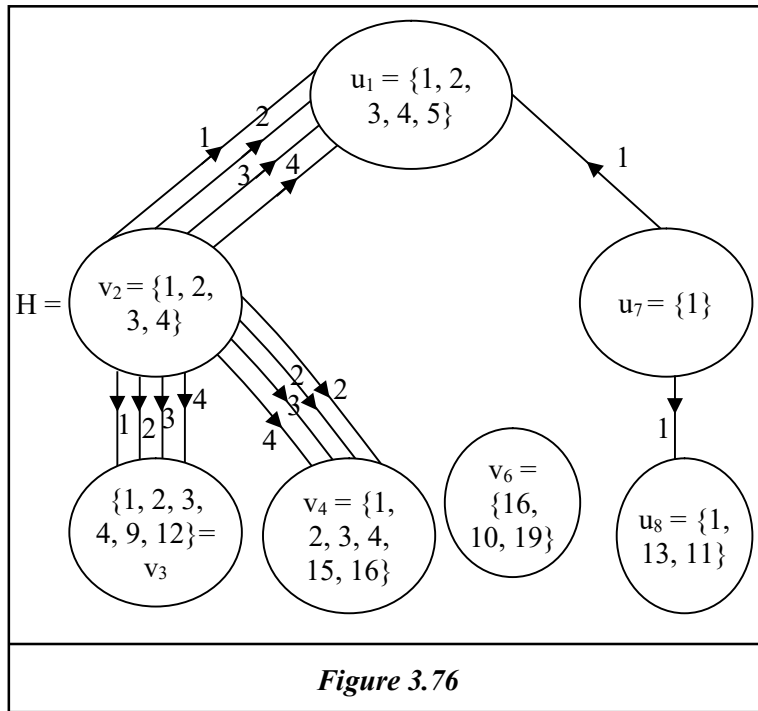 u₁ = {1, 2,
3, 4, 5}
1
2
3
4
1
H =
v₂ = {1, 2,
3, 4}
u₇ = {1}
1
2
3
4
2
2
3
4
1
{1, 2, 3,
4, 9, 12}=
v₃
v₄ = {1,
2, 3, 4,
15, 16}
v₆ =
{16,
10, 19}
u₈ = {1,
13, 11}
Figure 3.76